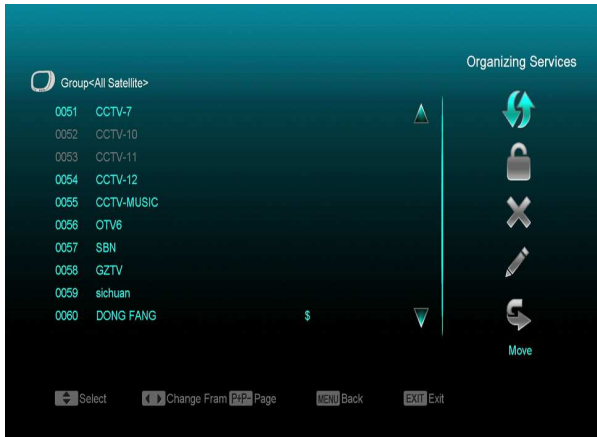 Organizing Services
Group<All Satellite>
0051 CCTV-7
0052 CCTV-10
0053 CCTV-11
0054 CCTV-12
0055 CCTV-MUSIC
0056 OTV6
0057 SBN
0058 GZTV
0059 sichuan
0060 DONG FANG $
Move
Select Change Fram P+P- Page MENU Back EXIT Exit